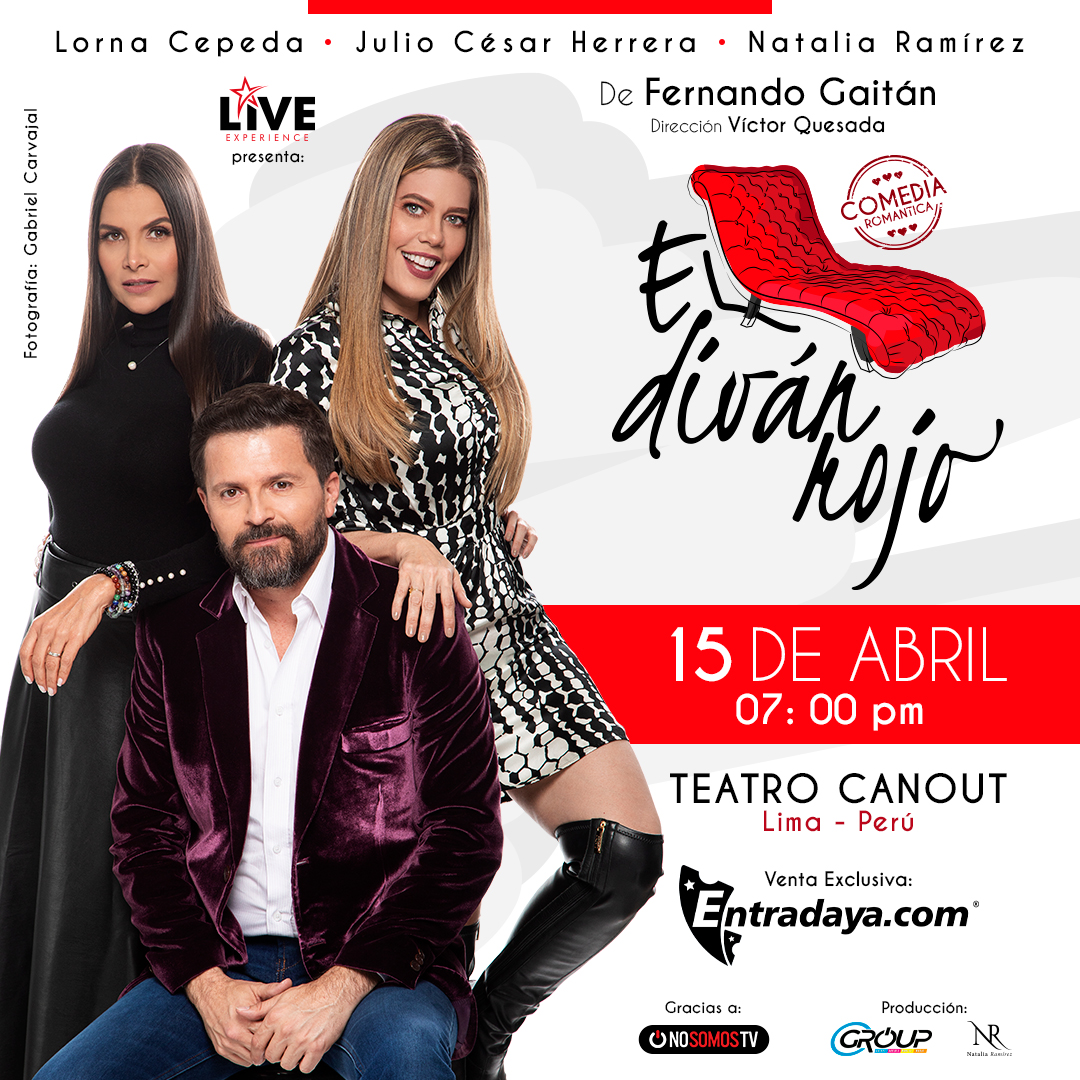 Lorna Cepeda • Julio César Herrera • Natalia Ramírez
Fotografía: Gabriel Carvajal
LIVE
EXPERIENCE
presenta:
De Fernando Gaitán
Dirección Víctor Quesada
COMEDIA
ROMANTICA
El
diván
rojo
15 DE ABRIL
07: 00 pm
TEATRO CANOUT
Lima - Perú
Venta Exclusiva:
Entradaya.com®
Gracias a:
NOSOMOSTV
Producción:
GROUP
NR
Natalia Ramírez